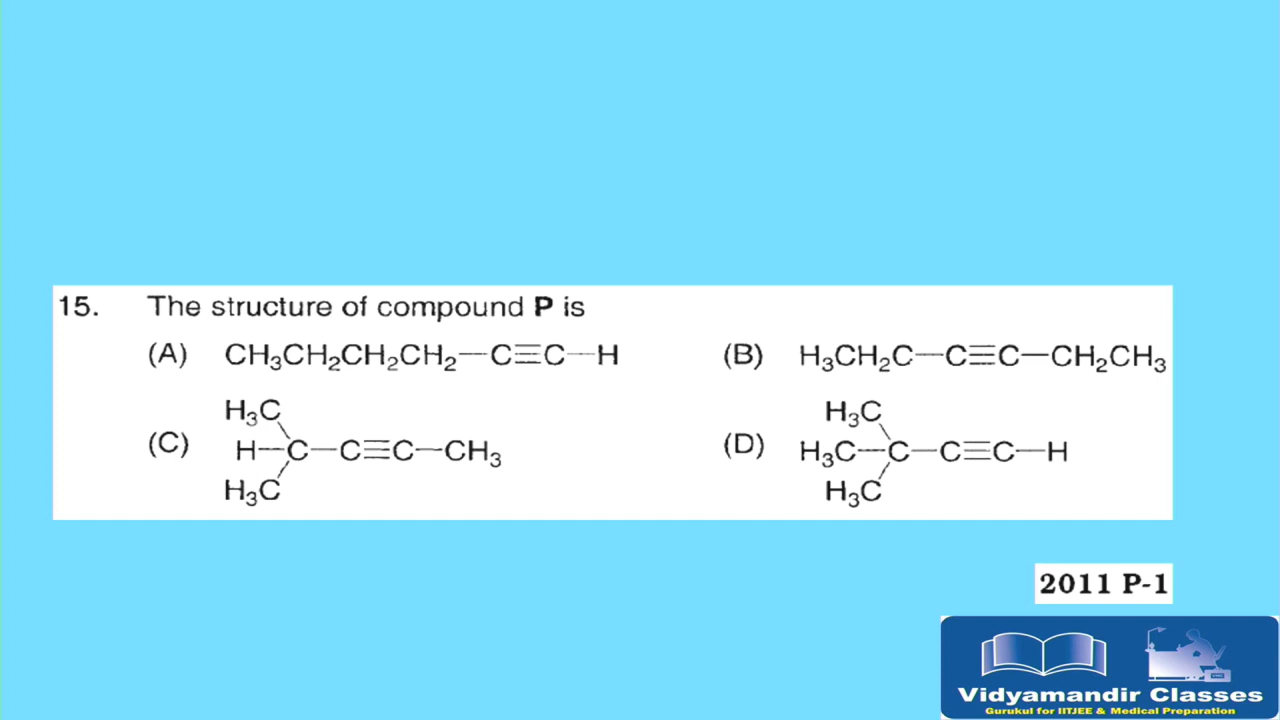 15. The structure of compound P is
(A) CH₃CH₂CH₂CH₂—C≡C—H (B) H₃CH₂C—C≡C—CH₂CH₃
H₃C H₃C
(C) H—C—C≡C—CH₃ (D) H₃C—C—C≡C—H
H₃C H₃C
2011 P-1
Vidyamandir Classes
Gurukul for IITJEE & Medical Preparation